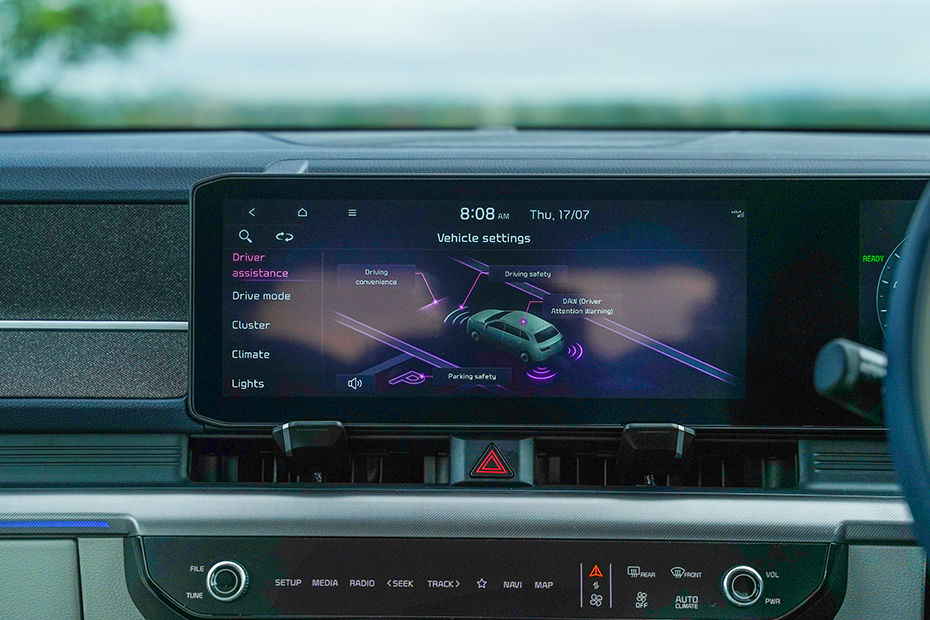 8:08 AM Thu, 17/07
Vehicle settings
Driver
assistance
Drive mode
Cluster
Climate
Lights
Driving
convenience
Driving safety
DAW (Driver
Attention Warning)
Parking safety
READY
FILE
TUNE
SETUP MEDIA RADIO <SEEK TRACK> ☆ NAVI MAP
REAR
FRONT
OFF
AUTO
CLIMATE
VOL
PWR